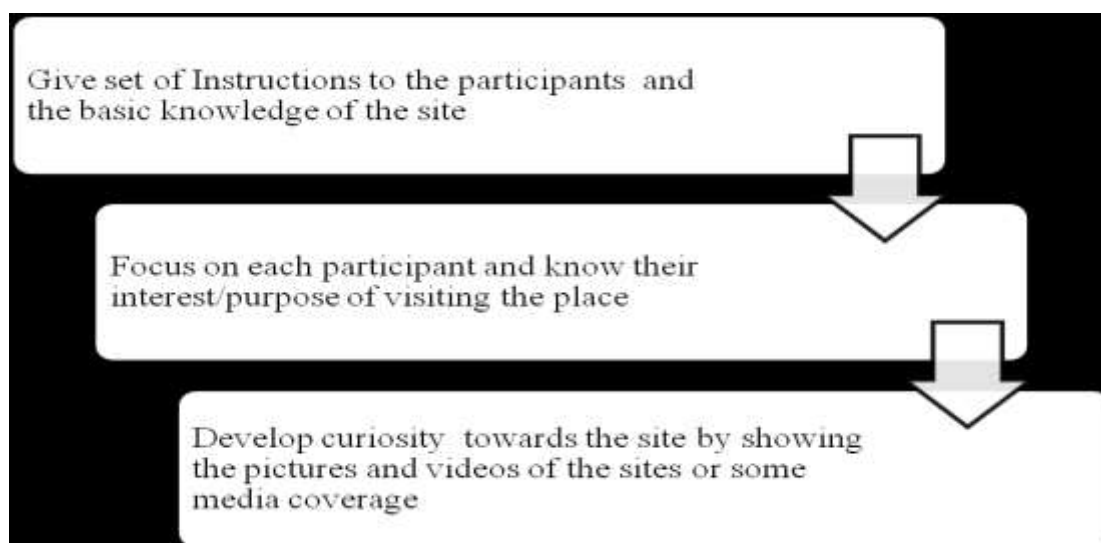 Give set of Instructions to the participants and
the basic knowledge of the site
Focus on each participant and know their
interest/purpose of visiting the place
Develop curiosity towards the site by showing
the pictures and videos of the sites or some
media coverage